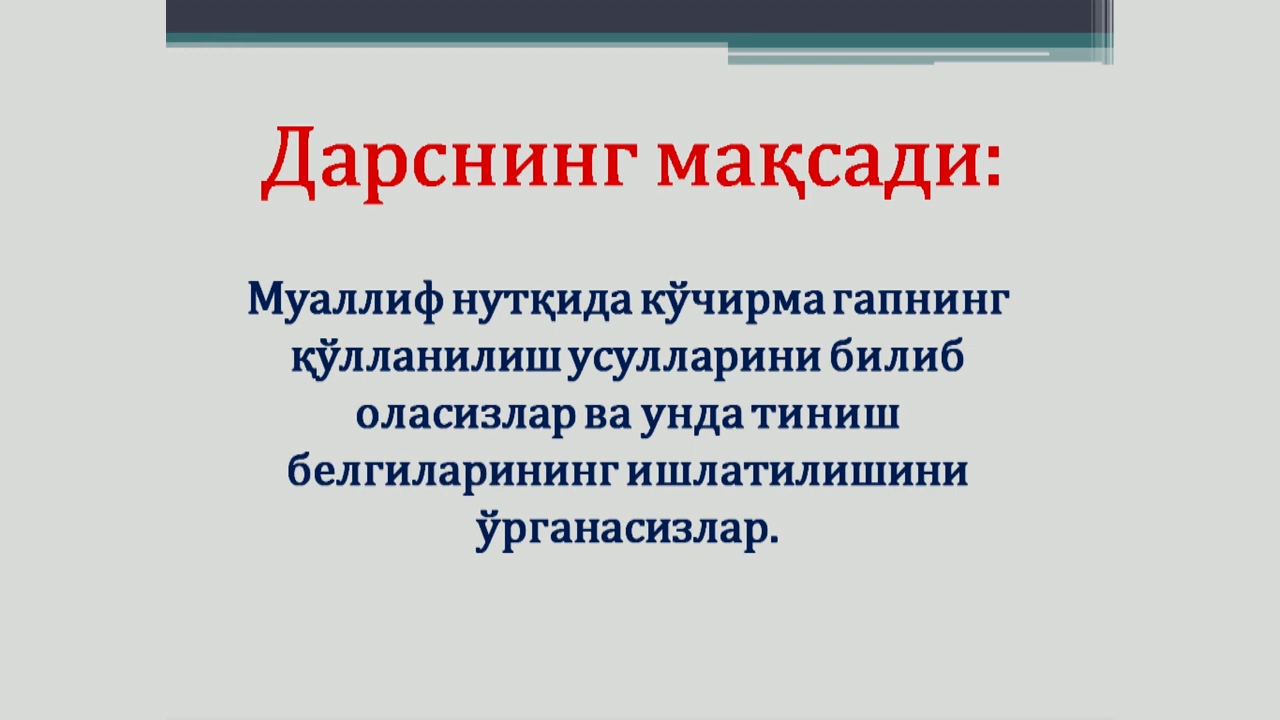 Дарснинг мақсади:
Муаллиф нутқида кўчирма гапнинг
қўлланилиш усулларини билиб
оласизлар ва унда тиниш
белгиларининг ишлатилишини
ўрганасизлар.